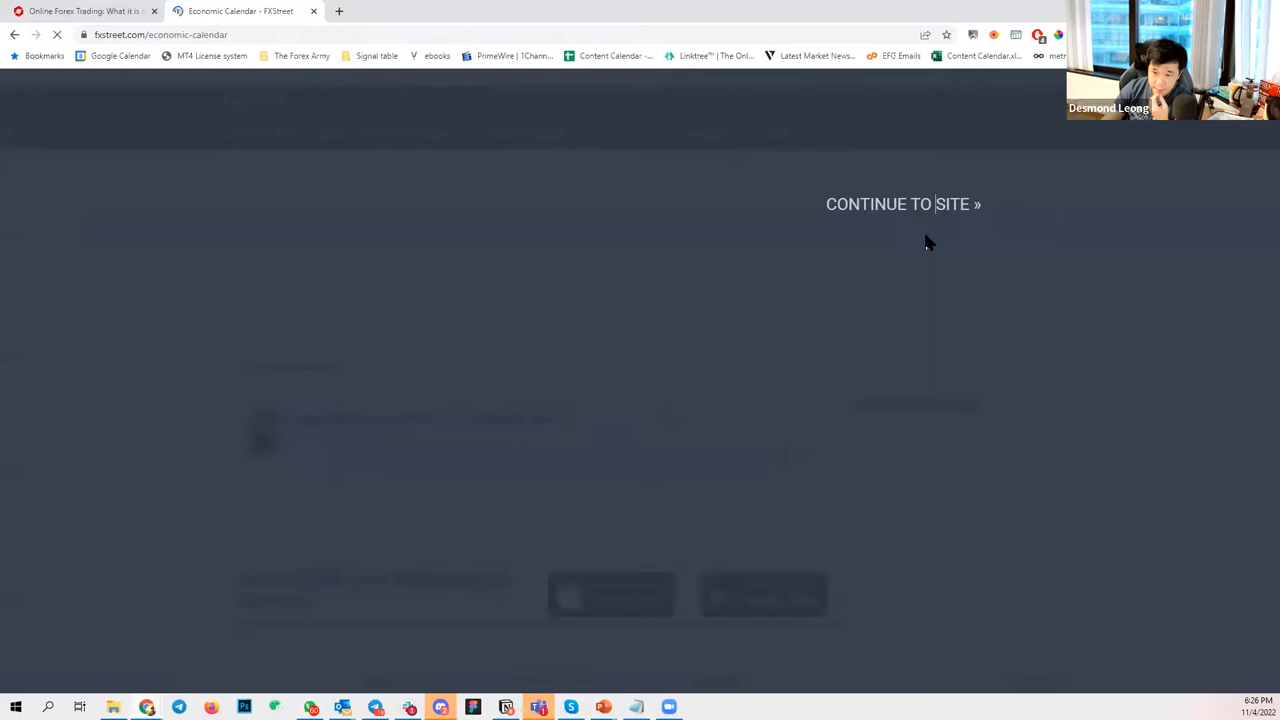 Online Forex Trading: What it is
Economic Calendar - FXStreet
fxstreet.com/economic-calendar
Bookmarks
Google Calendar
MT4 License system
The Forex Army
Signal table
ebooks
PrimeWire | 1Chann...
Content Calendar -...
Linktree™ | The Onl...
Latest Market News...
EFG Emails
Content Calendar.xl...
metr
Desmond Leong
CONTINUE TO SITE »
6:26 PM
11/4/2022